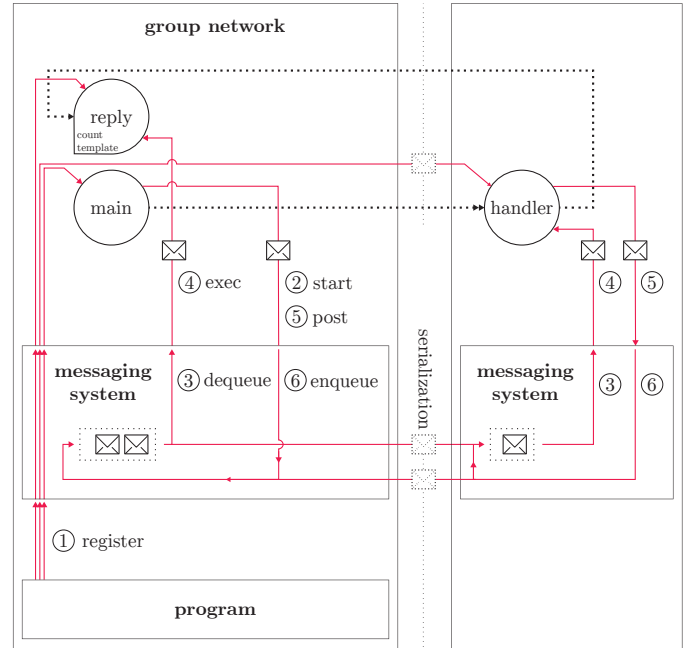 group network
reply
count
template
main
handler
④ exec
② start
⑤ post
④
⑤
serialization
messaging
system
③ dequeue
⑥ enqueue
messaging
system
③
⑥
① register
program